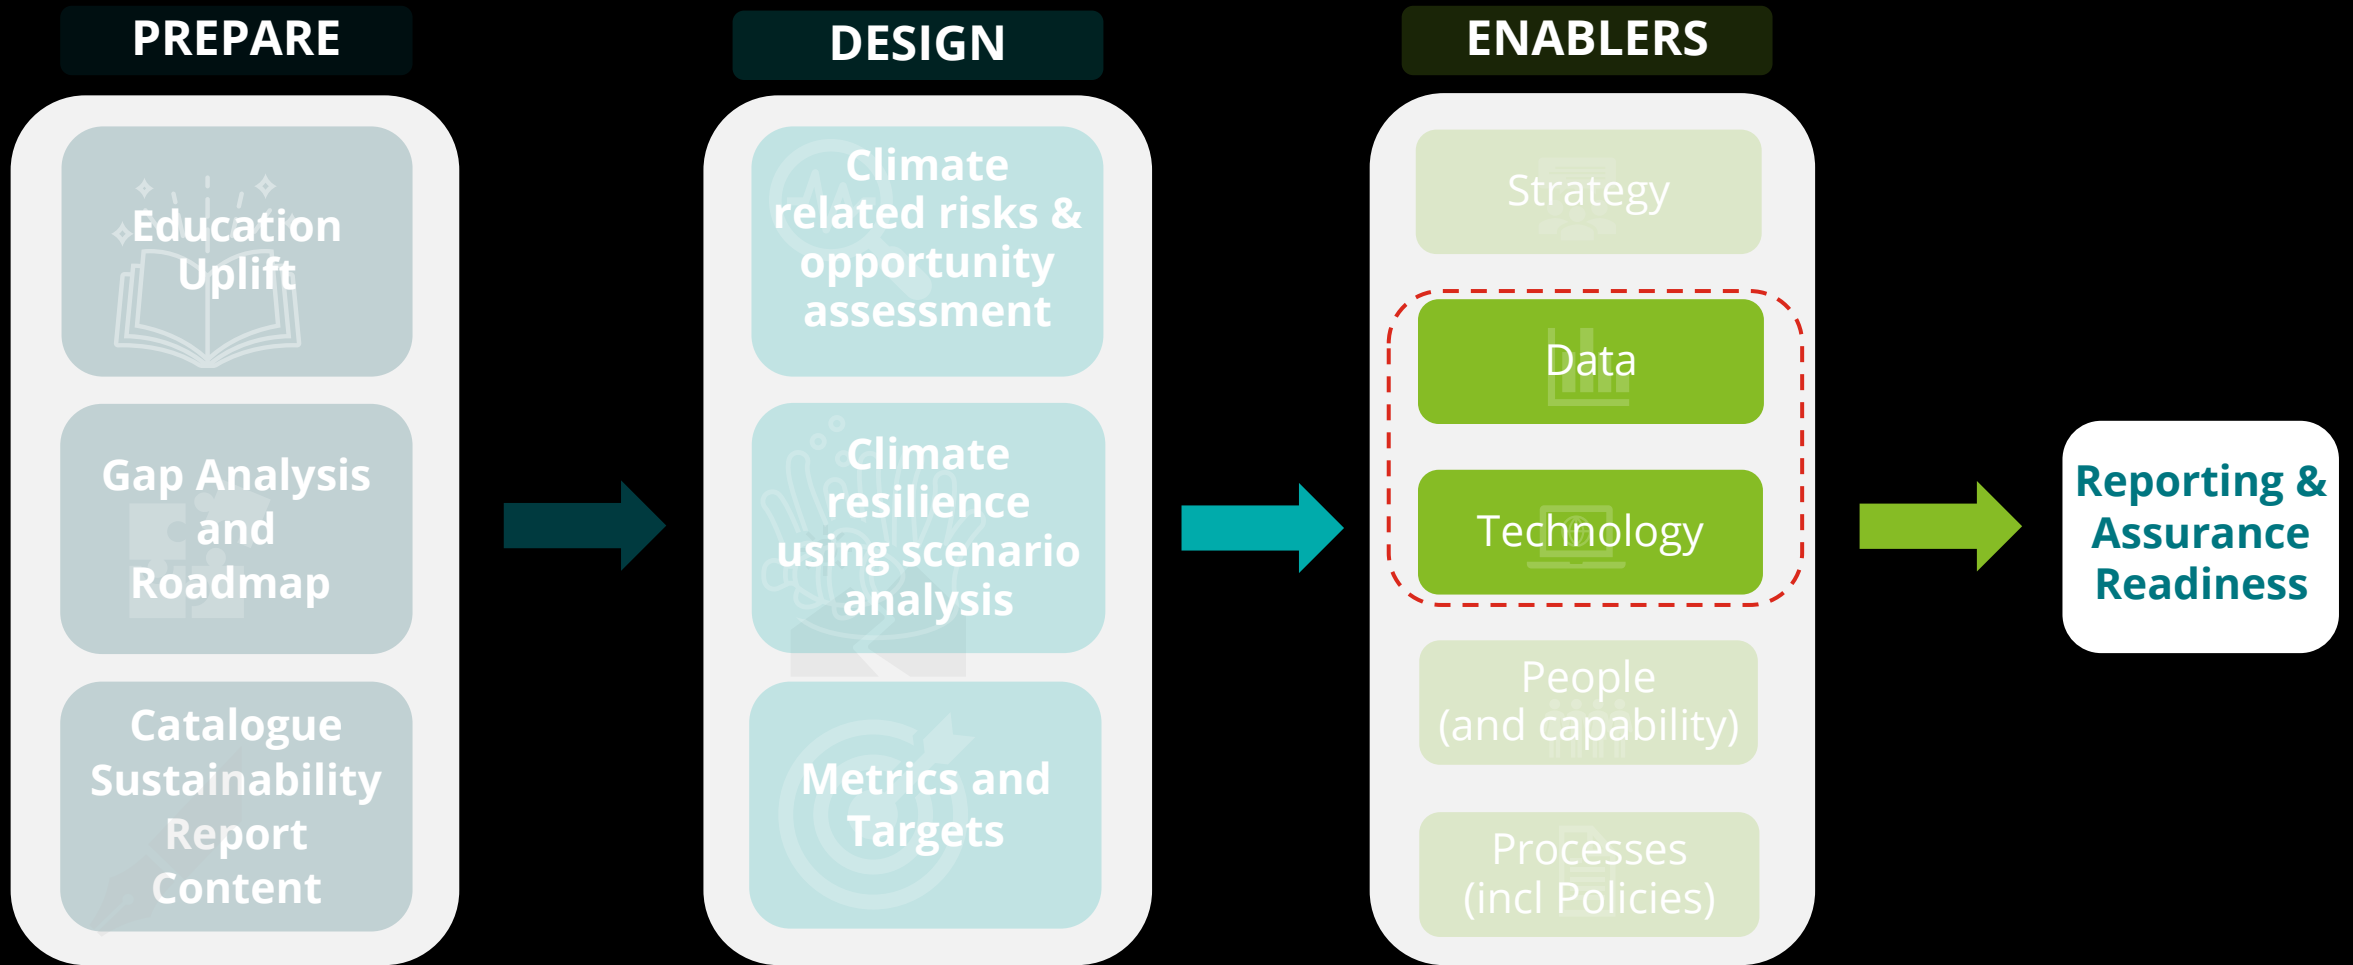 PREPARE
Education
Uplift
Gap Analysis
and
Roadmap
Catalogue
Sustainability
Report
Content
DESIGN
Climate
related risks &
opportunity
assessment
Climate
resilience
using scenario
analysis
Metrics and
Targets
ENABLERS
Strategy
Data
Technology
People
(and capability)
Processes
(incl Policies)
Reporting &
Assurance
Readiness